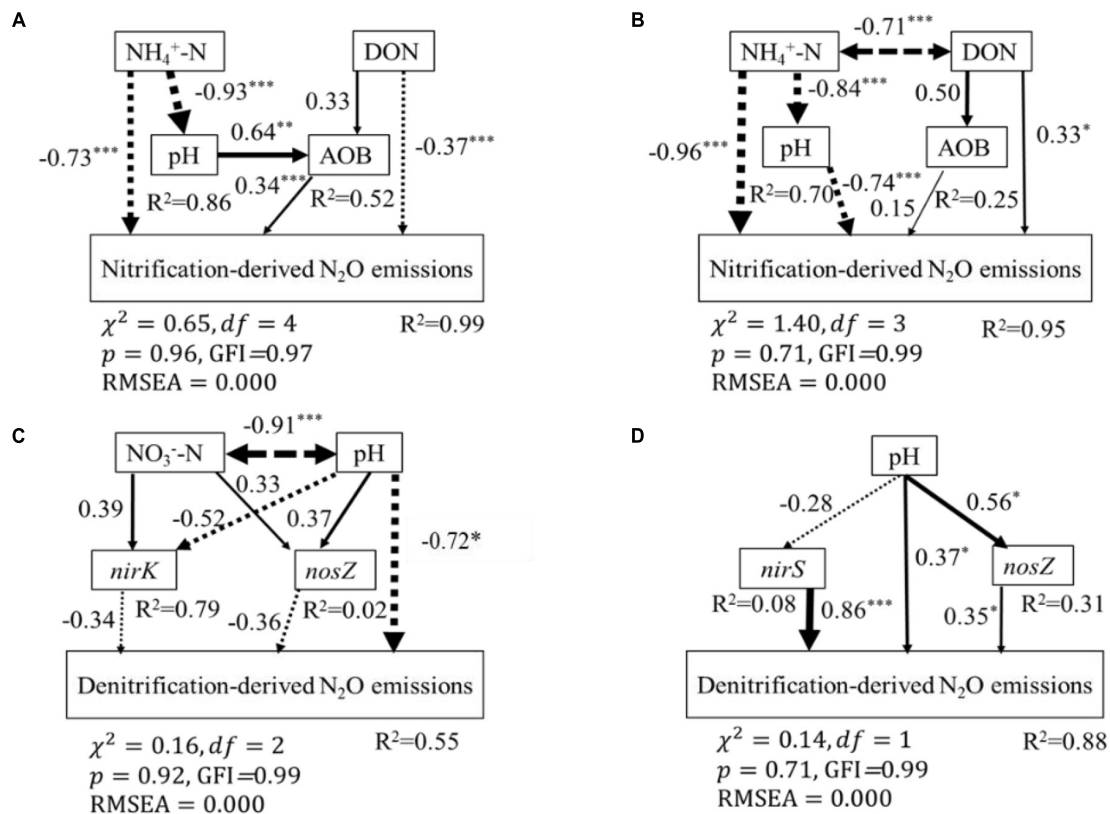 A
NH₄⁺-N
DON
-0.93***
0.33
-0.73***
pH
0.64**
AOB
-0.37***
R²=0.86
0.34***
R²=0.52
Nitrification-derived N₂O emissions
χ² = 0.65, df = 4
R²=0.99
p = 0.96, GFI=0.97
RMSEA = 0.000
B
NH₄⁺-N
-0.71***
DON
-0.84***
0.50
-0.96***
pH
AOB
0.33*
R²=0.70
-0.74***
0.15
R²=0.25
Nitrification-derived N₂O emissions
χ² = 1.40, df = 3
R²=0.95
p = 0.71, GFI=0.99
RMSEA = 0.000
C
NO₃⁻-N
-0.91***
pH
0.39
0.33
-0.52
0.37
-0.72*
nirK
nosZ
R²=0.79
R²=0.02
-0.34
-0.36
Denitrification-derived N₂O emissions
χ² = 0.16, df = 2
R²=0.55
p = 0.92, GFI=0.99
RMSEA = 0.000
D
pH
-0.28
0.56*
nirS
0.37*
nosZ
R²=0.08
0.86***
0.35*
R²=0.31
Denitrification-derived N₂O emissions
χ² = 0.14, df = 1
R²=0.88
p = 0.71, GFI=0.99
RMSEA = 0.000